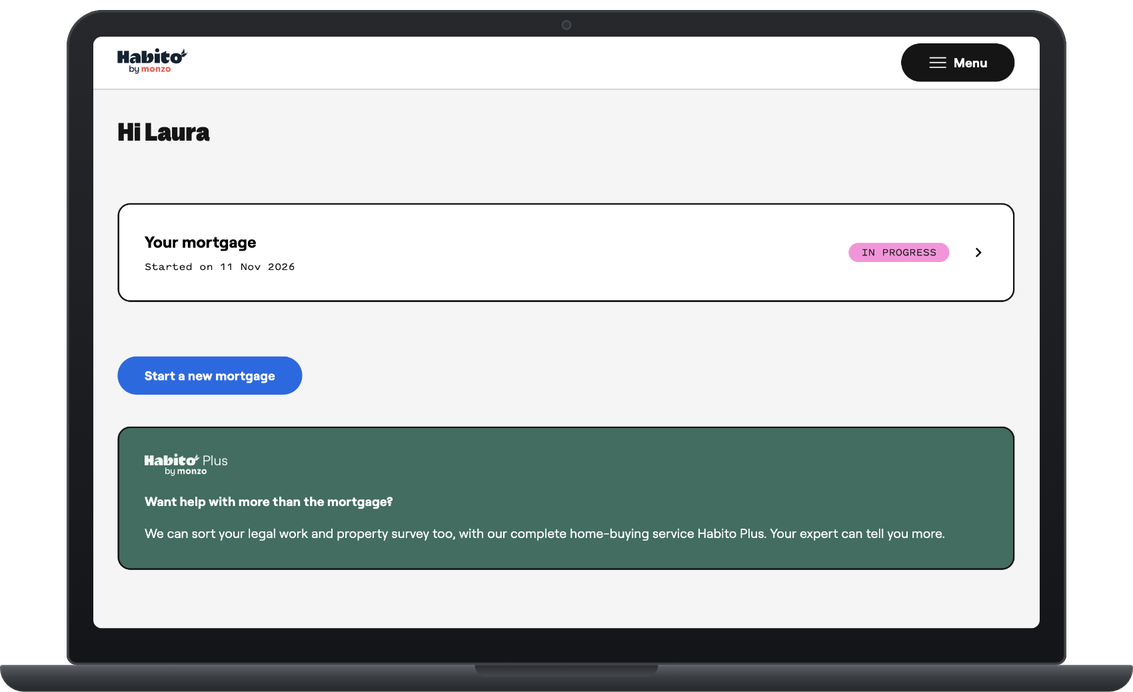 Habito
by monzo
Menu
Hi Laura
Your mortgage
Started on 11 Nov 2026
IN PROGRESS
Start a new mortgage
Habito Plus
by monzo
Want help with more than the mortgage?
We can sort your legal work and property survey too, with our complete home-buying service Habito Plus. Your expert can tell you more.